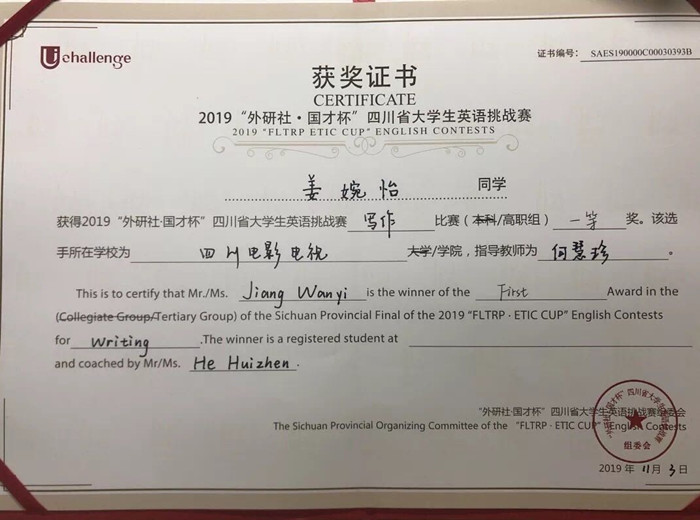 Uchallenge
证书编号： SAES190000C00030393B
获奖证书
CERTIFICATE
2019“外研社·国才杯”四川省大学生英语挑战赛
2019 "FLTRP ETIC CUP" ENGLISH CONTESTS
姜婉怡 同学
获得2019“外研社·国才杯”四川省大学生英语挑战赛 写作 比赛（本科/高职组）一等 奖。该选
手所在学校为 四川电影电视 大学/学院，指导教师为 何慧珍 。
This is to certify that Mr./Ms. Jiang Wanyi is the winner of the First Award in the
(Collegiate Group/Tertiary Group) of the Sichuan Provincial Final of the 2019 "FLTRP · ETIC CUP" English Contests
for Writing .The winner is a registered student at
and coached by Mr/Ms. He Huizhen.
“外研社·国才杯”四川省大学生英语挑战赛组委会
The Sichuan Provincial Organizing Committee of the "FLTRP · ETIC CUP" English Contests
组委会
2019 年 11月 3日